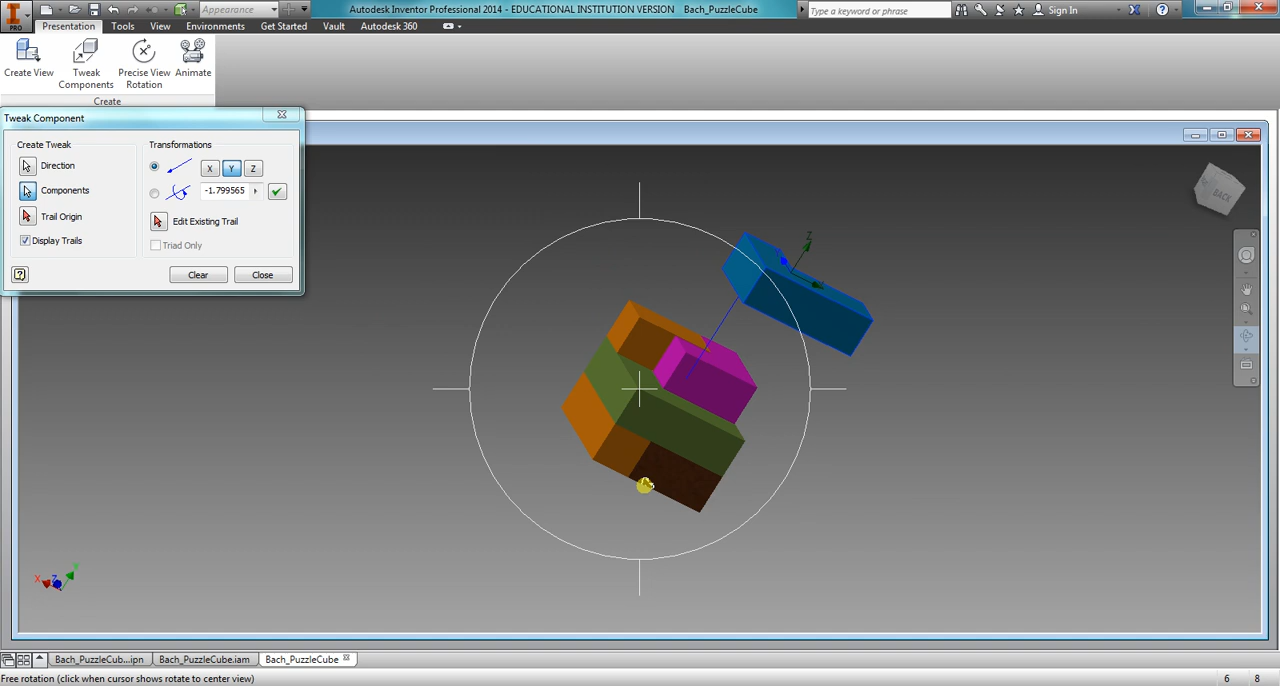 Appearance
Autodesk Inventor Professional 2014 - EDUCATIONAL INSTITUTION VERSION Bach_PuzzleCube
Type a keyword or phrase
Sign In
PRO
Presentation Tools View Environments Get Started Vault Autodesk 360
Create View
Tweak Components
Precise View Rotation
Animate
Create
Tweak Component
Create Tweak
Direction
Components
Trail Origin
Display Trails
Transformations
X Y Z
-1.799565
Edit Existing Trail
Triad Only
Clear
Close
BACK
Z
X Z Y
Bach_PuzzleCub...ipn Bach_PuzzleCube.iam Bach_PuzzleCube
Free rotation (click when cursor shows rotate to center view)
6 8